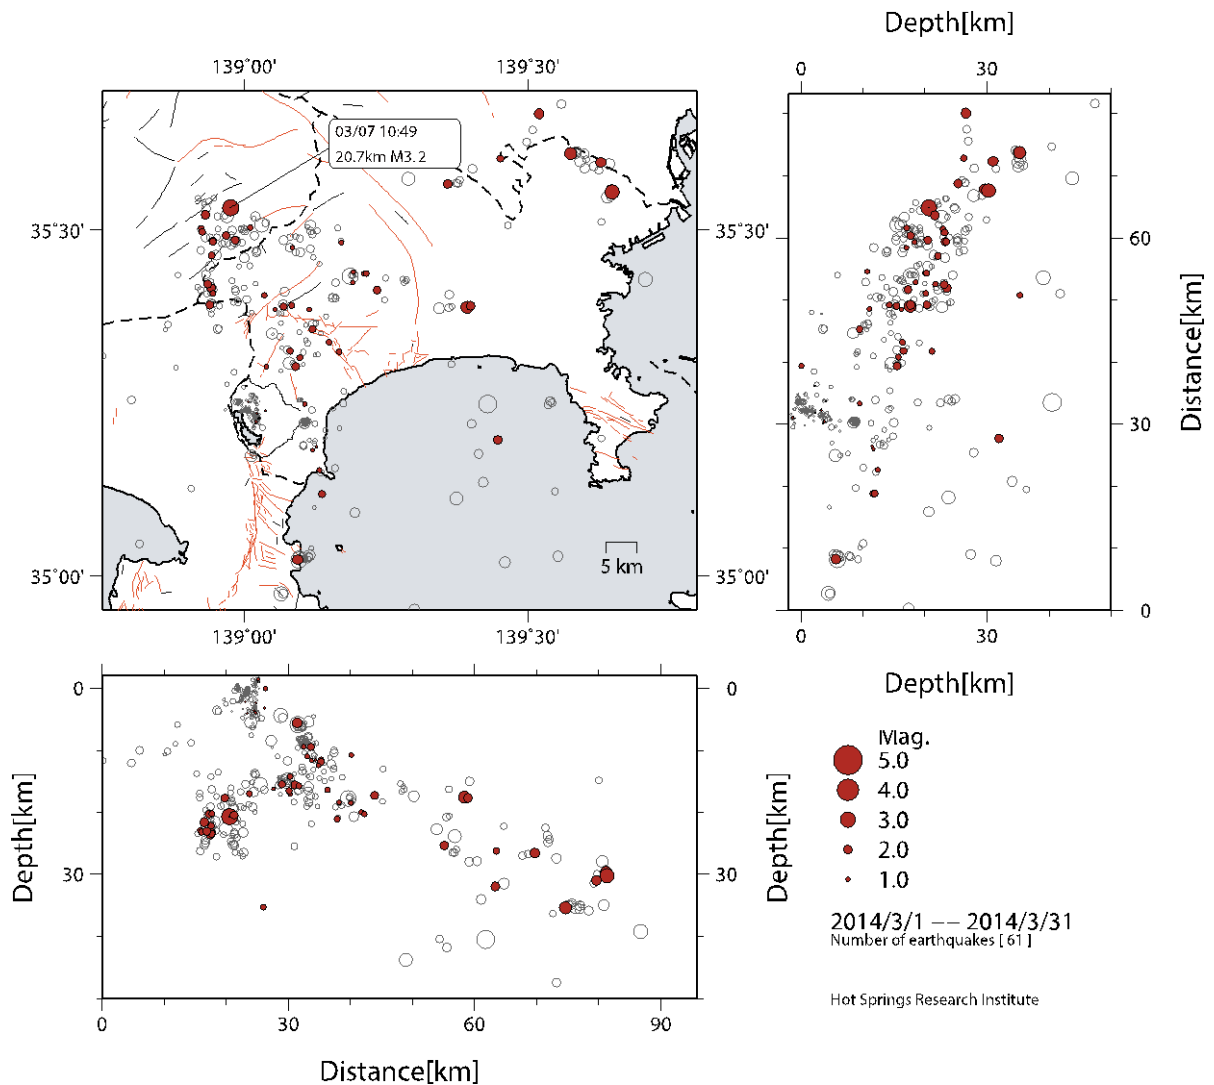 Depth[km]
139°00'
139°30'
0
30
03/07 10:49
20.7km M3.2
35°30'
35°30'
60
Distance[km]
30
5 km
35°00'
35°00'
0
139°00'
139°30'
0
30
0
0
Depth[km]
Depth[km]
Depth[km]
Mag.
5.0
4.0
3.0
2.0
1.0
30
30
2014/3/1 −− 2014/3/31
Number of earthquakes [ 61 ]
Hot Springs Research Institute
0
30
60
90
Distance[km]